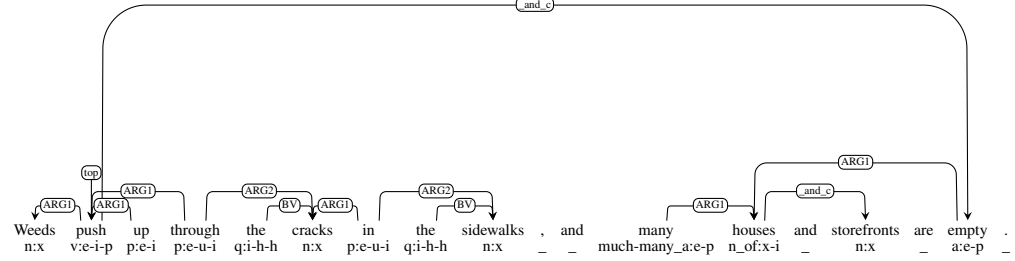 _and_c
top
ARG1
ARG1
ARG1
ARG2
BV
ARG1
ARG2
BV
ARG1
ARG1
_and_c
Weeds push up through the cracks in the sidewalks , and many houses and storefronts are empty .
n:x v:e-i-p p:e-i p:e-u-i q:i-h-h n:x p:e-u-i q:i-h-h n:x _ _ much-many_a:e-p n_of:x-i _ n:x _ a:e-p _